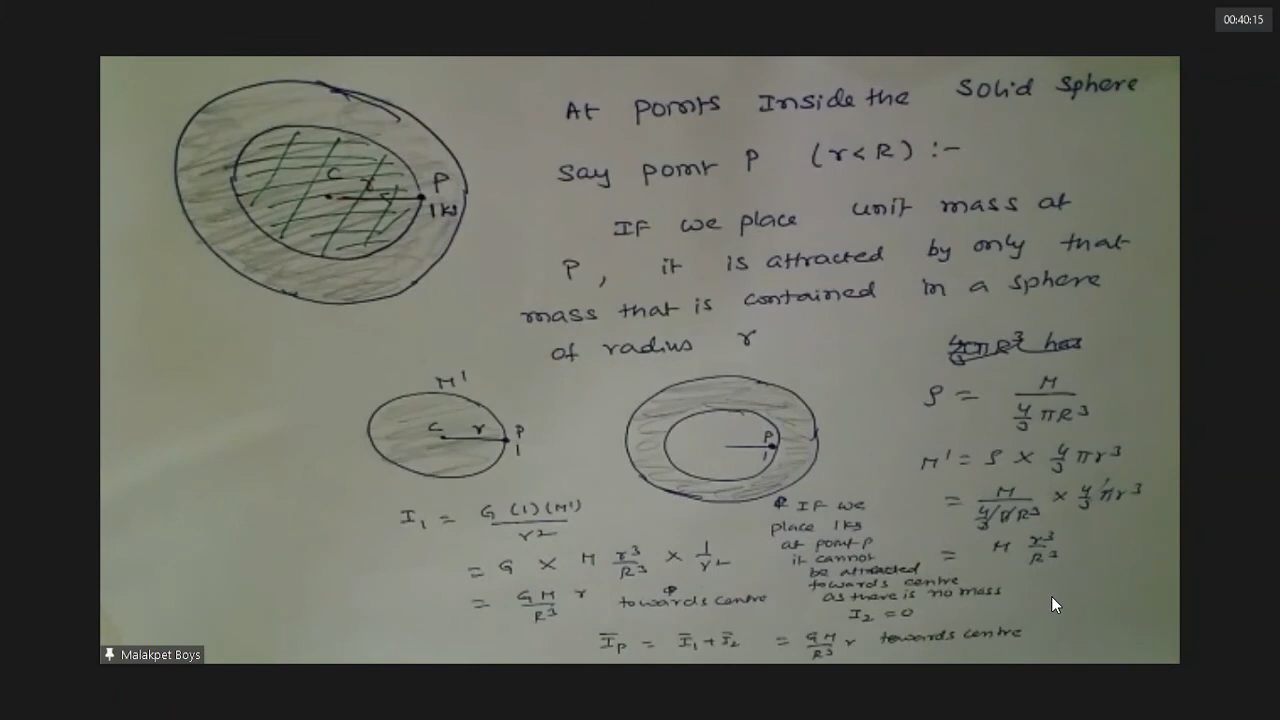 00:40:15
At points Inside the Solid Sphere
Say point P (r<R) :-
IF we place unit mass at
P, it is attracted by only that
mass that is contained in a sphere
of radius r
C r P
1kg
M'
C r P
1
P
1
ρ = M / (4/3 πR³)
M' = ρ × 4/3 πr³
= M / (4/3 πR³) × 4/3 πr³
= M r³/R³
I₁ = G (1)(M') / r²
= G × M r³/R³ × 1/r²
= GM/R³ r towards centre
IF we
place 1kg
at point P
it cannot
be attracted
towards centre
as there is no mass
I₂ = 0
I̅p = I̅₁ + I̅₂ = GM/R³ r towards centre
Malakpet Boys